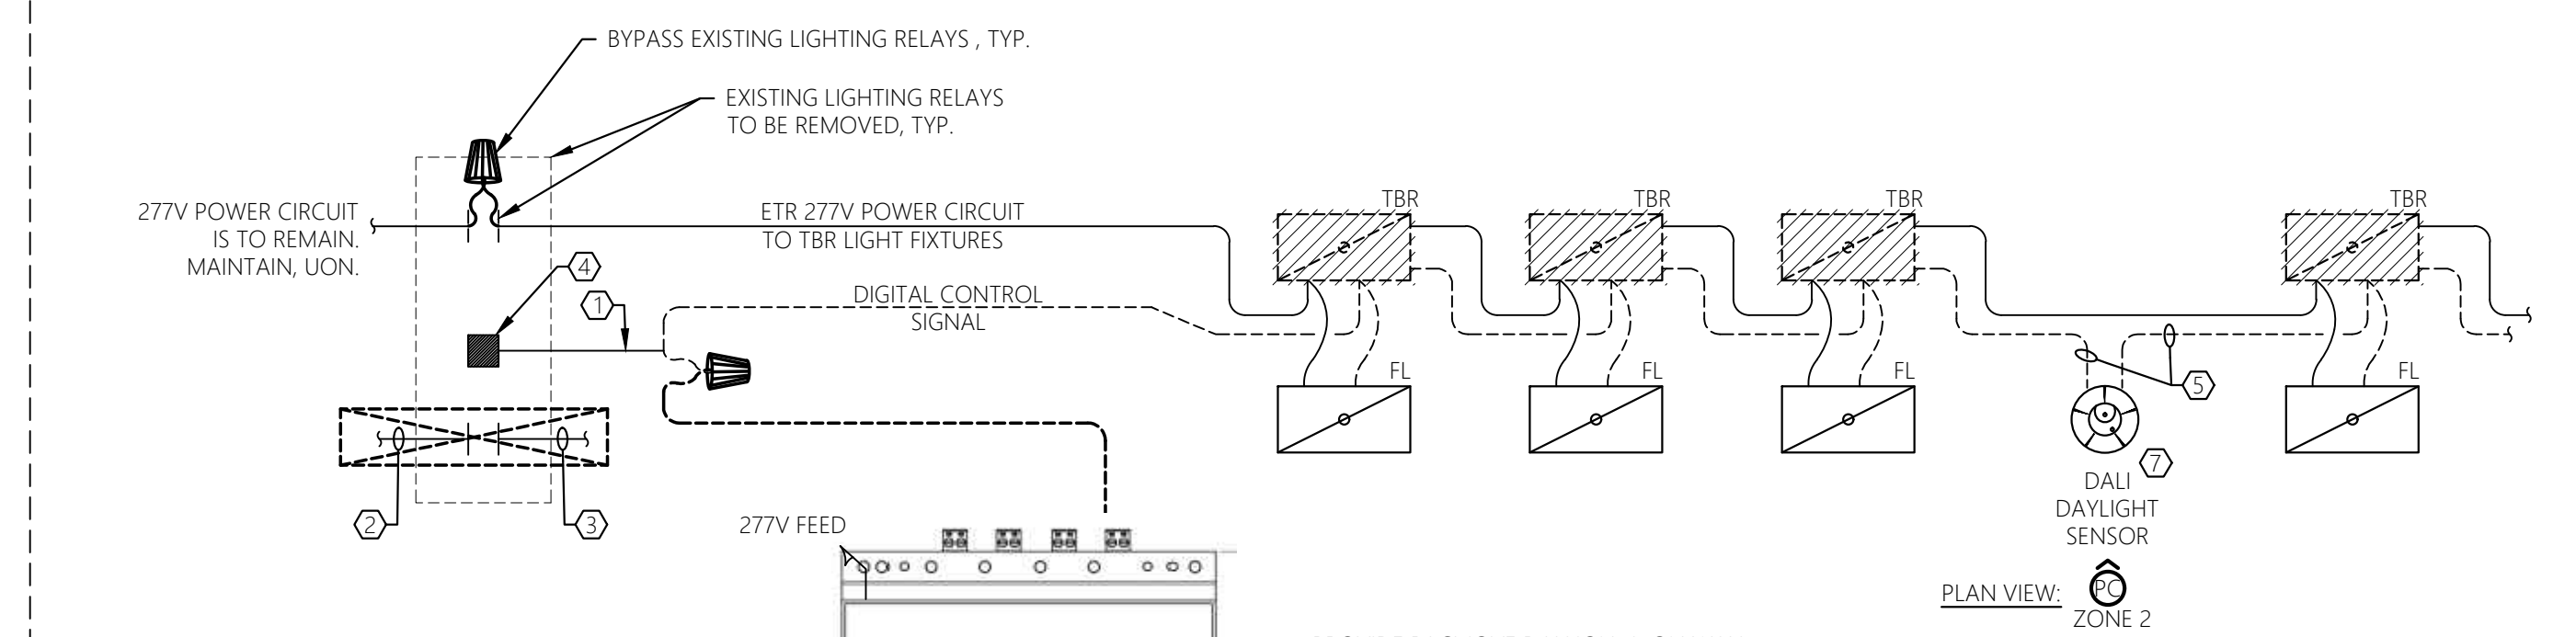 BYPASS EXISTING LIGHTING RELAYS , TYP.
EXISTING LIGHTING RELAYS
TO BE REMOVED, TYP.
277V POWER CIRCUIT
IS TO REMAIN.
MAINTAIN, UON.
ETR 277V POWER CIRCUIT
TO TBR LIGHT FIXTURES
TBR
TBR
TBR
TBR
4
1
DIGITAL CONTROL
SIGNAL
FL
FL
FL
FL
5
7
2
3
DALI
DAYLIGHT
SENSOR
277V FEED
PLAN VIEW:
PC
ZONE 2